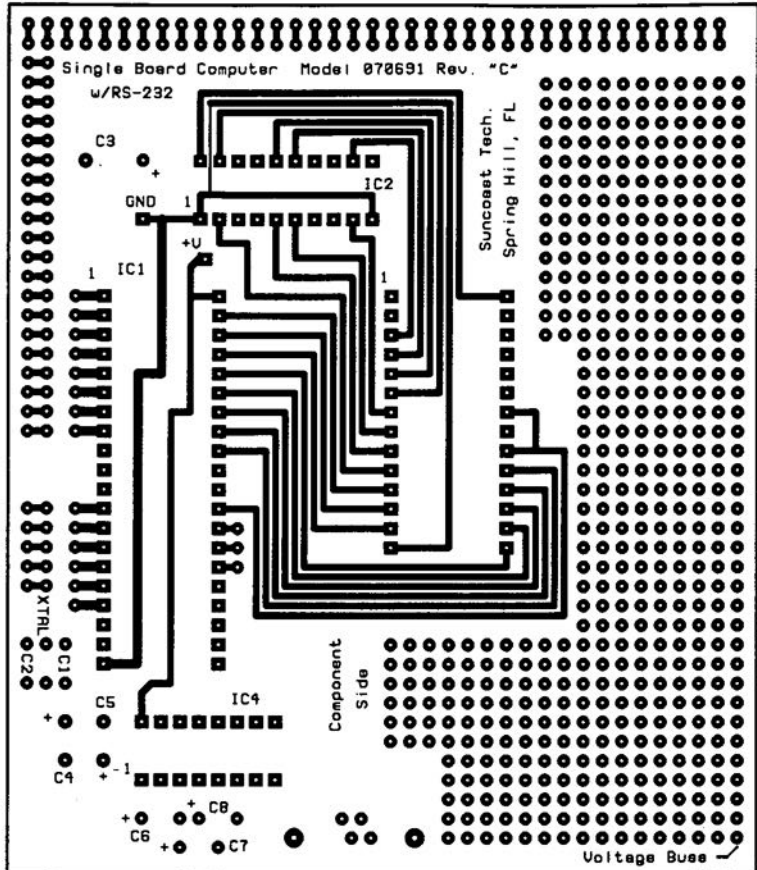 Single Board Computer Model 070691 Rev. "C"
w/RS-232
C3
+
IC2
GND
1
+V
IC1
1
1
Suncoast Tech.
Spring Hill, FL
XTAL
C2
C1
+
C5
IC4
Component
Side
C4
+
-1
+
C6
+
C8
+
C7
Voltage Buss